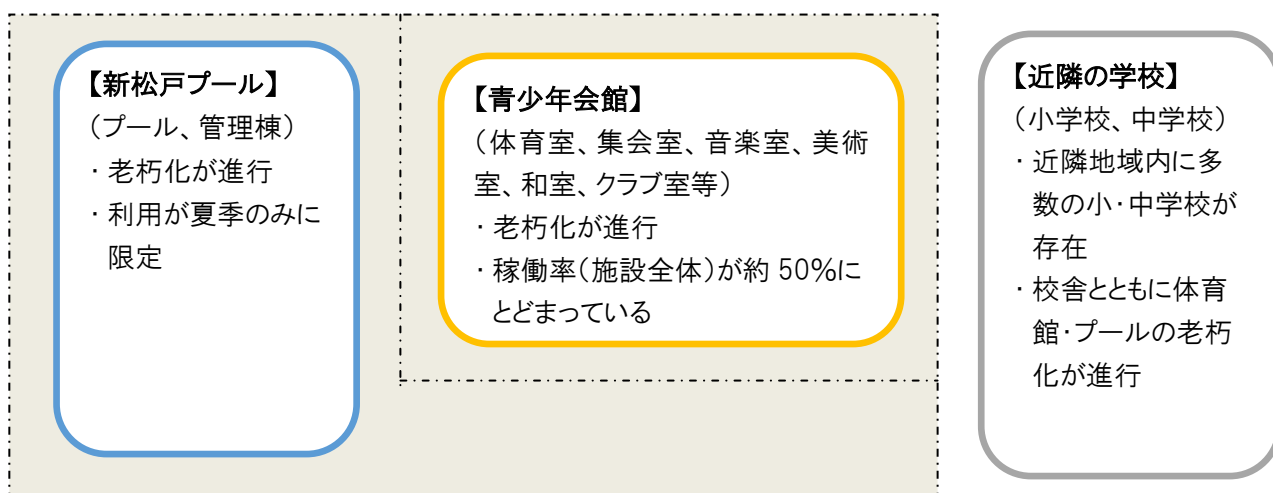 【新松戸プール】
（プール、管理棟）
・老朽化が進行
・利用が夏季のみに
限定
【青少年会館】
（体育室、集会室、音楽室、美術
室、和室、クラブ室等）
・老朽化が進行
・稼働率（施設全体）が約 50％に
とどまっている
【近隣の学校】
（小学校、中学校）
・近隣地域内に多
数の小・中学校が
存在
・校舎とともに体育
館・プールの老朽
化が進行